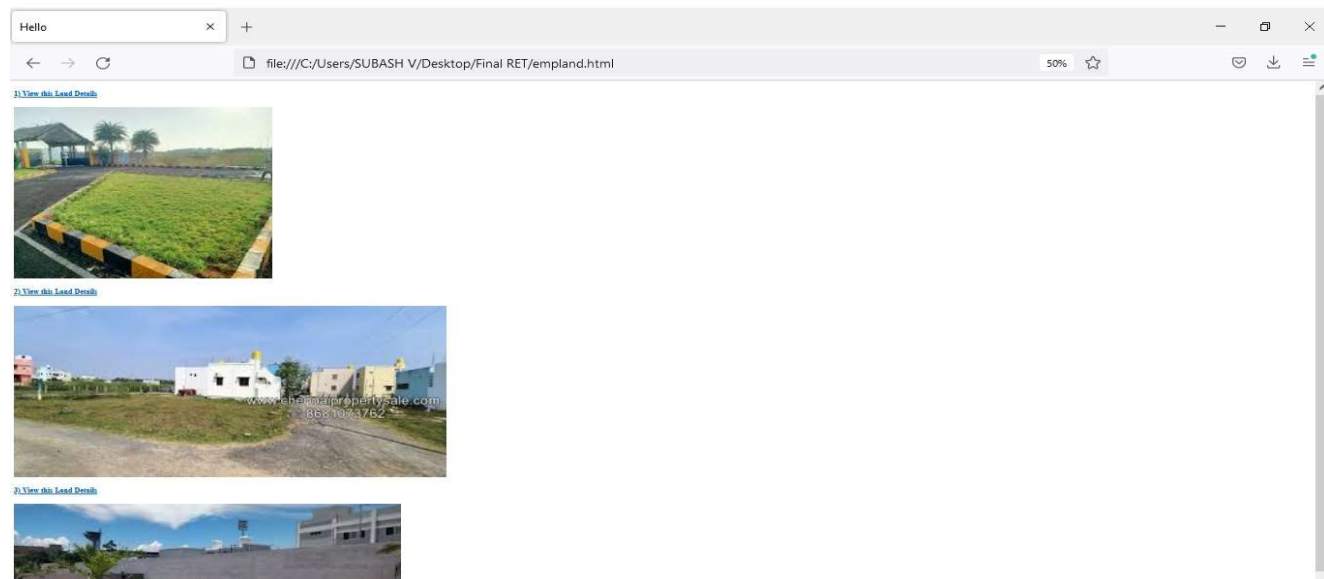 Hello
file:///C:/Users/SUBASH V/Desktop/Final RET/empland.html
50%
1) View this Land Details
2) View this Land Details
www.chennaipropertysale.com
8681073762
3) View this Land Details